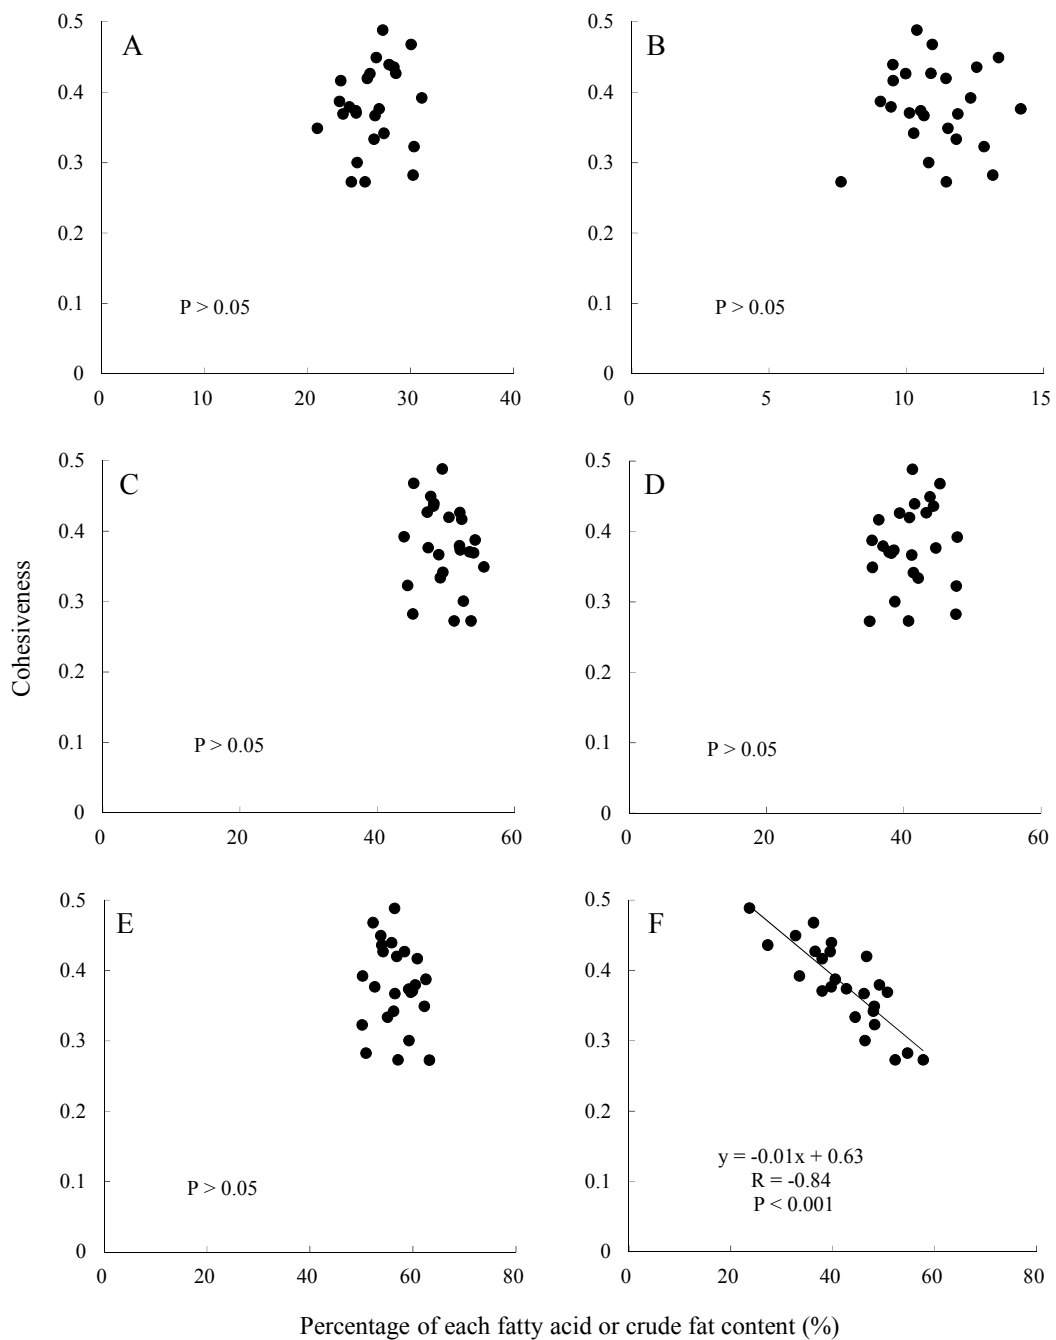 0.5
A
0.4
0.3
0.2
0.1
P > 0.05
0
0 10 20 30 40
0.5
B
0.4
0.3
0.2
0.1
P > 0.05
0
0 5 10 15
Cohesiveness
0.5
C
0.4
0.3
0.2
0.1
P > 0.05
0
0 20 40 60
0.5
D
0.4
0.3
0.2
0.1
P > 0.05
0
0 20 40 60
0.5
E
0.4
0.3
0.2
0.1
P > 0.05
0
0 20 40 60 80
0.5
F
0.4
0.3
0.2
y = -0.01x + 0.63
R = -0.84
0.1
P < 0.001
0
0 20 40 60 80
Percentage of each fatty acid or crude fat content (%)